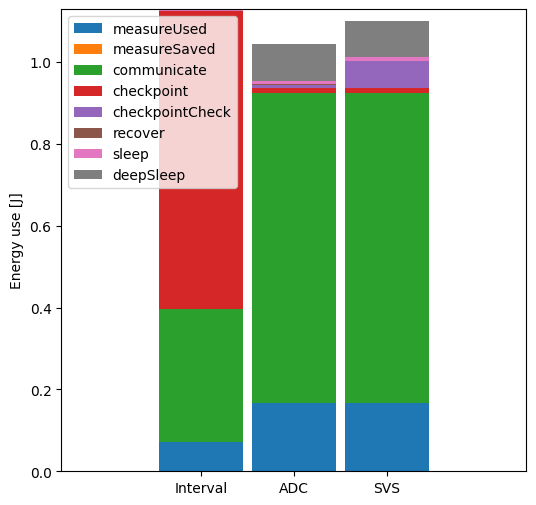 measureUsed
measureSaved
communicate
checkpoint
checkpointCheck
recover
sleep
deepSleep
Energy use [J]
1.0
0.8
0.6
0.4
0.2
0.0
Interval ADC SVS